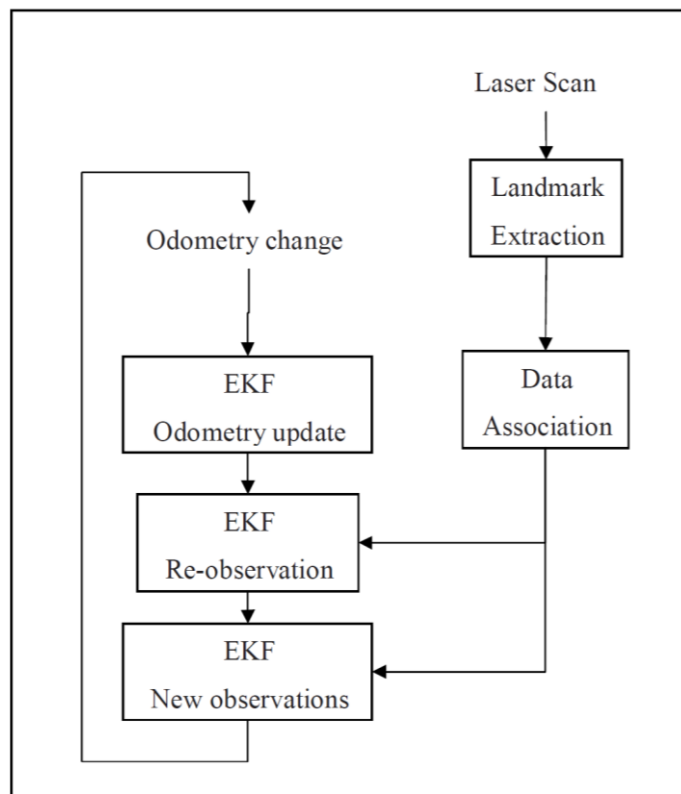 Laser Scan
Landmark
Extraction
Odometry change
EKF
Odometry update
Data
Association
EKF
Re-observation
EKF
New observations